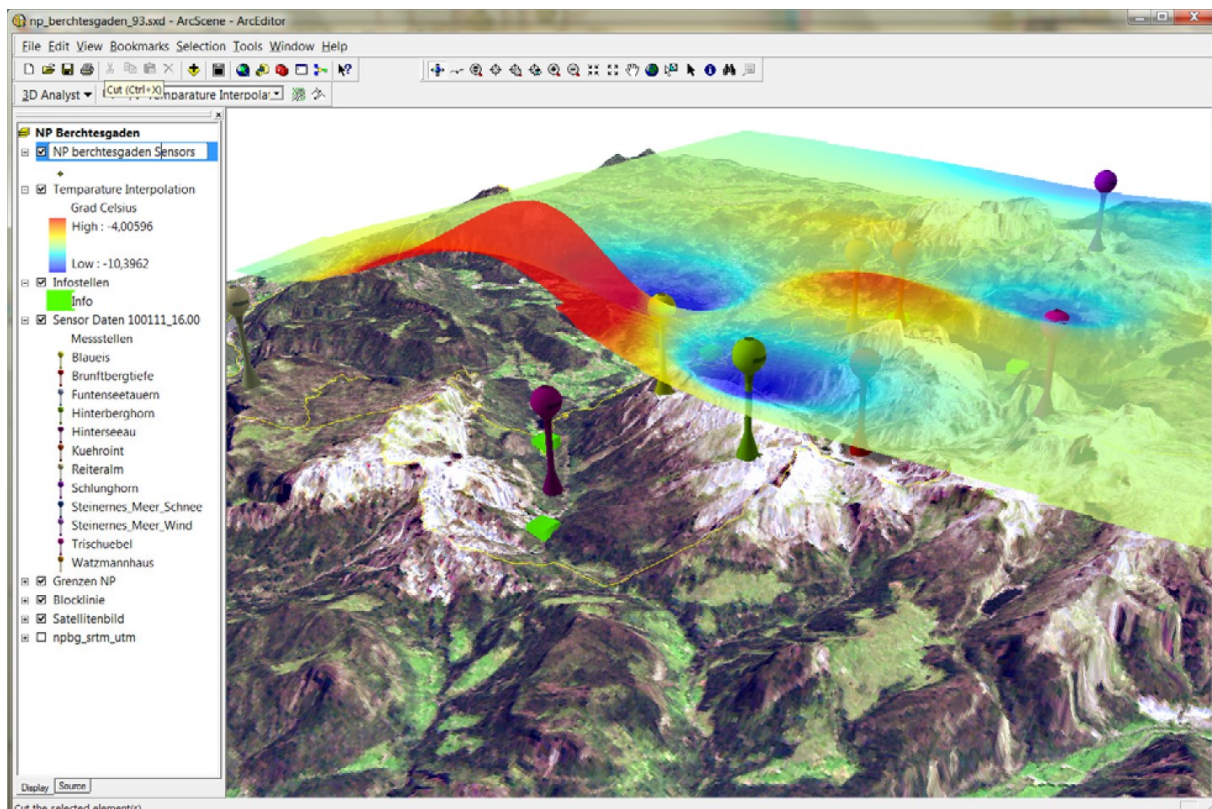 np_berchtesgaden_93.sxd - ArcScene - ArcEditor
File Edit View Bookmarks Selection Tools Window Help
3D Analyst
Cut (Ctrl+X)
Temparature Interpolat
NP Berchtesgaden
NP berchtesgaden Sensors
Temparature Interpolation
Grad Celsius
High : -4,00596
Low : -10,3962
Infostellen
Info
Sensor Daten 100111_16.00
Messstellen
Blaueis
Brunftbergtiefe
Funtenseetauern
Hinterberghorn
Hinterseeau
Kuehroint
Reiteralm
Schlunghorn
Steinernes_Meer_Schnee
Steinernes_Meer_Wind
Trischuebel
Watzmannhaus
Grenzen NP
Blocklinie
Satellitenbild
npbg_srtm_utm
Display Source
Cut the selected element(s)